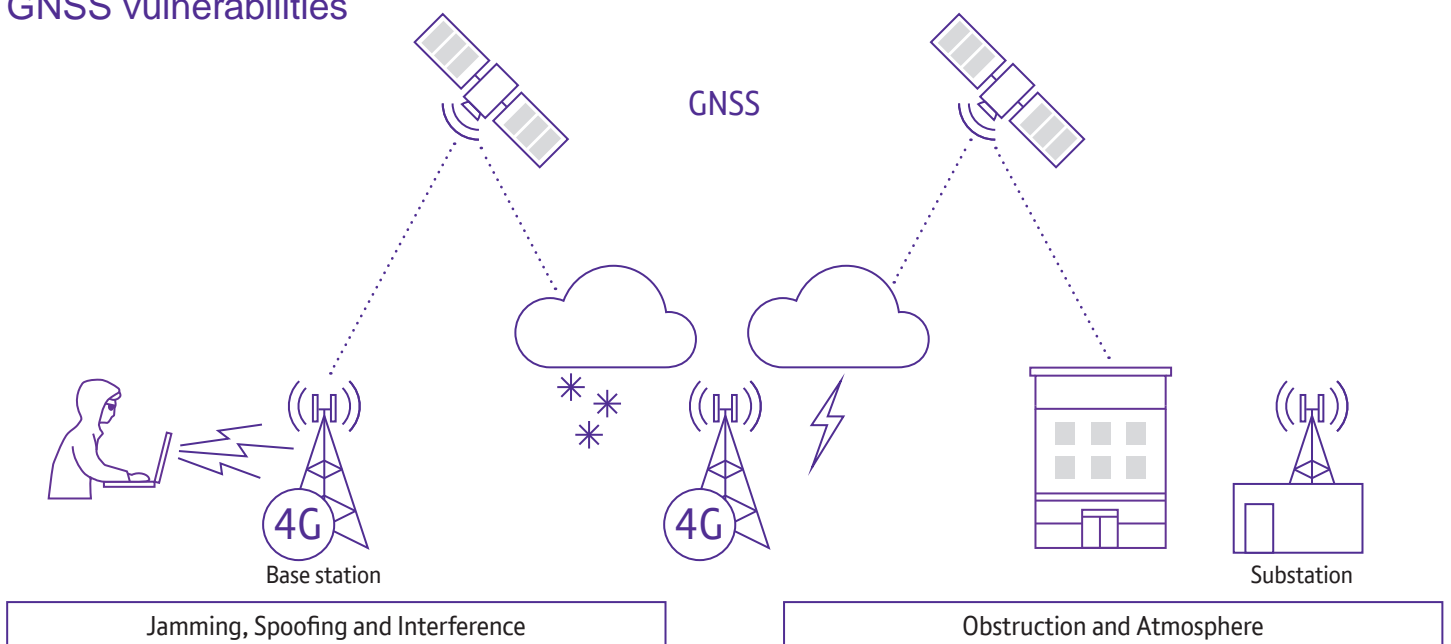 GNSS vulnerabilities
GNSS
4G
4G
Base station
Substation
Jamming, Spoofing and Interference
Obstruction and Atmosphere